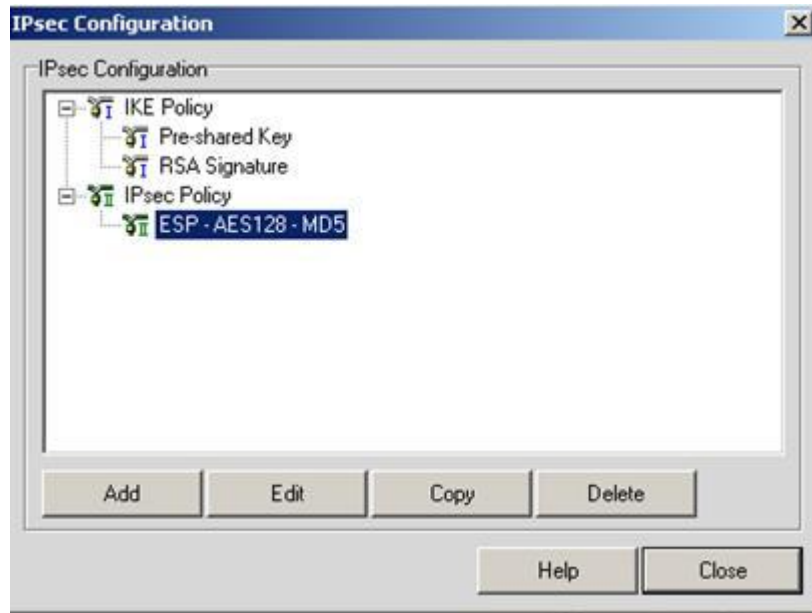 IPsec Configuration
IPsec Configuration
IKE Policy
Pre-shared Key
RSA Signature
IPsec Policy
ESP - AES128 - MD5
Add Edit Copy Delete
Help Close